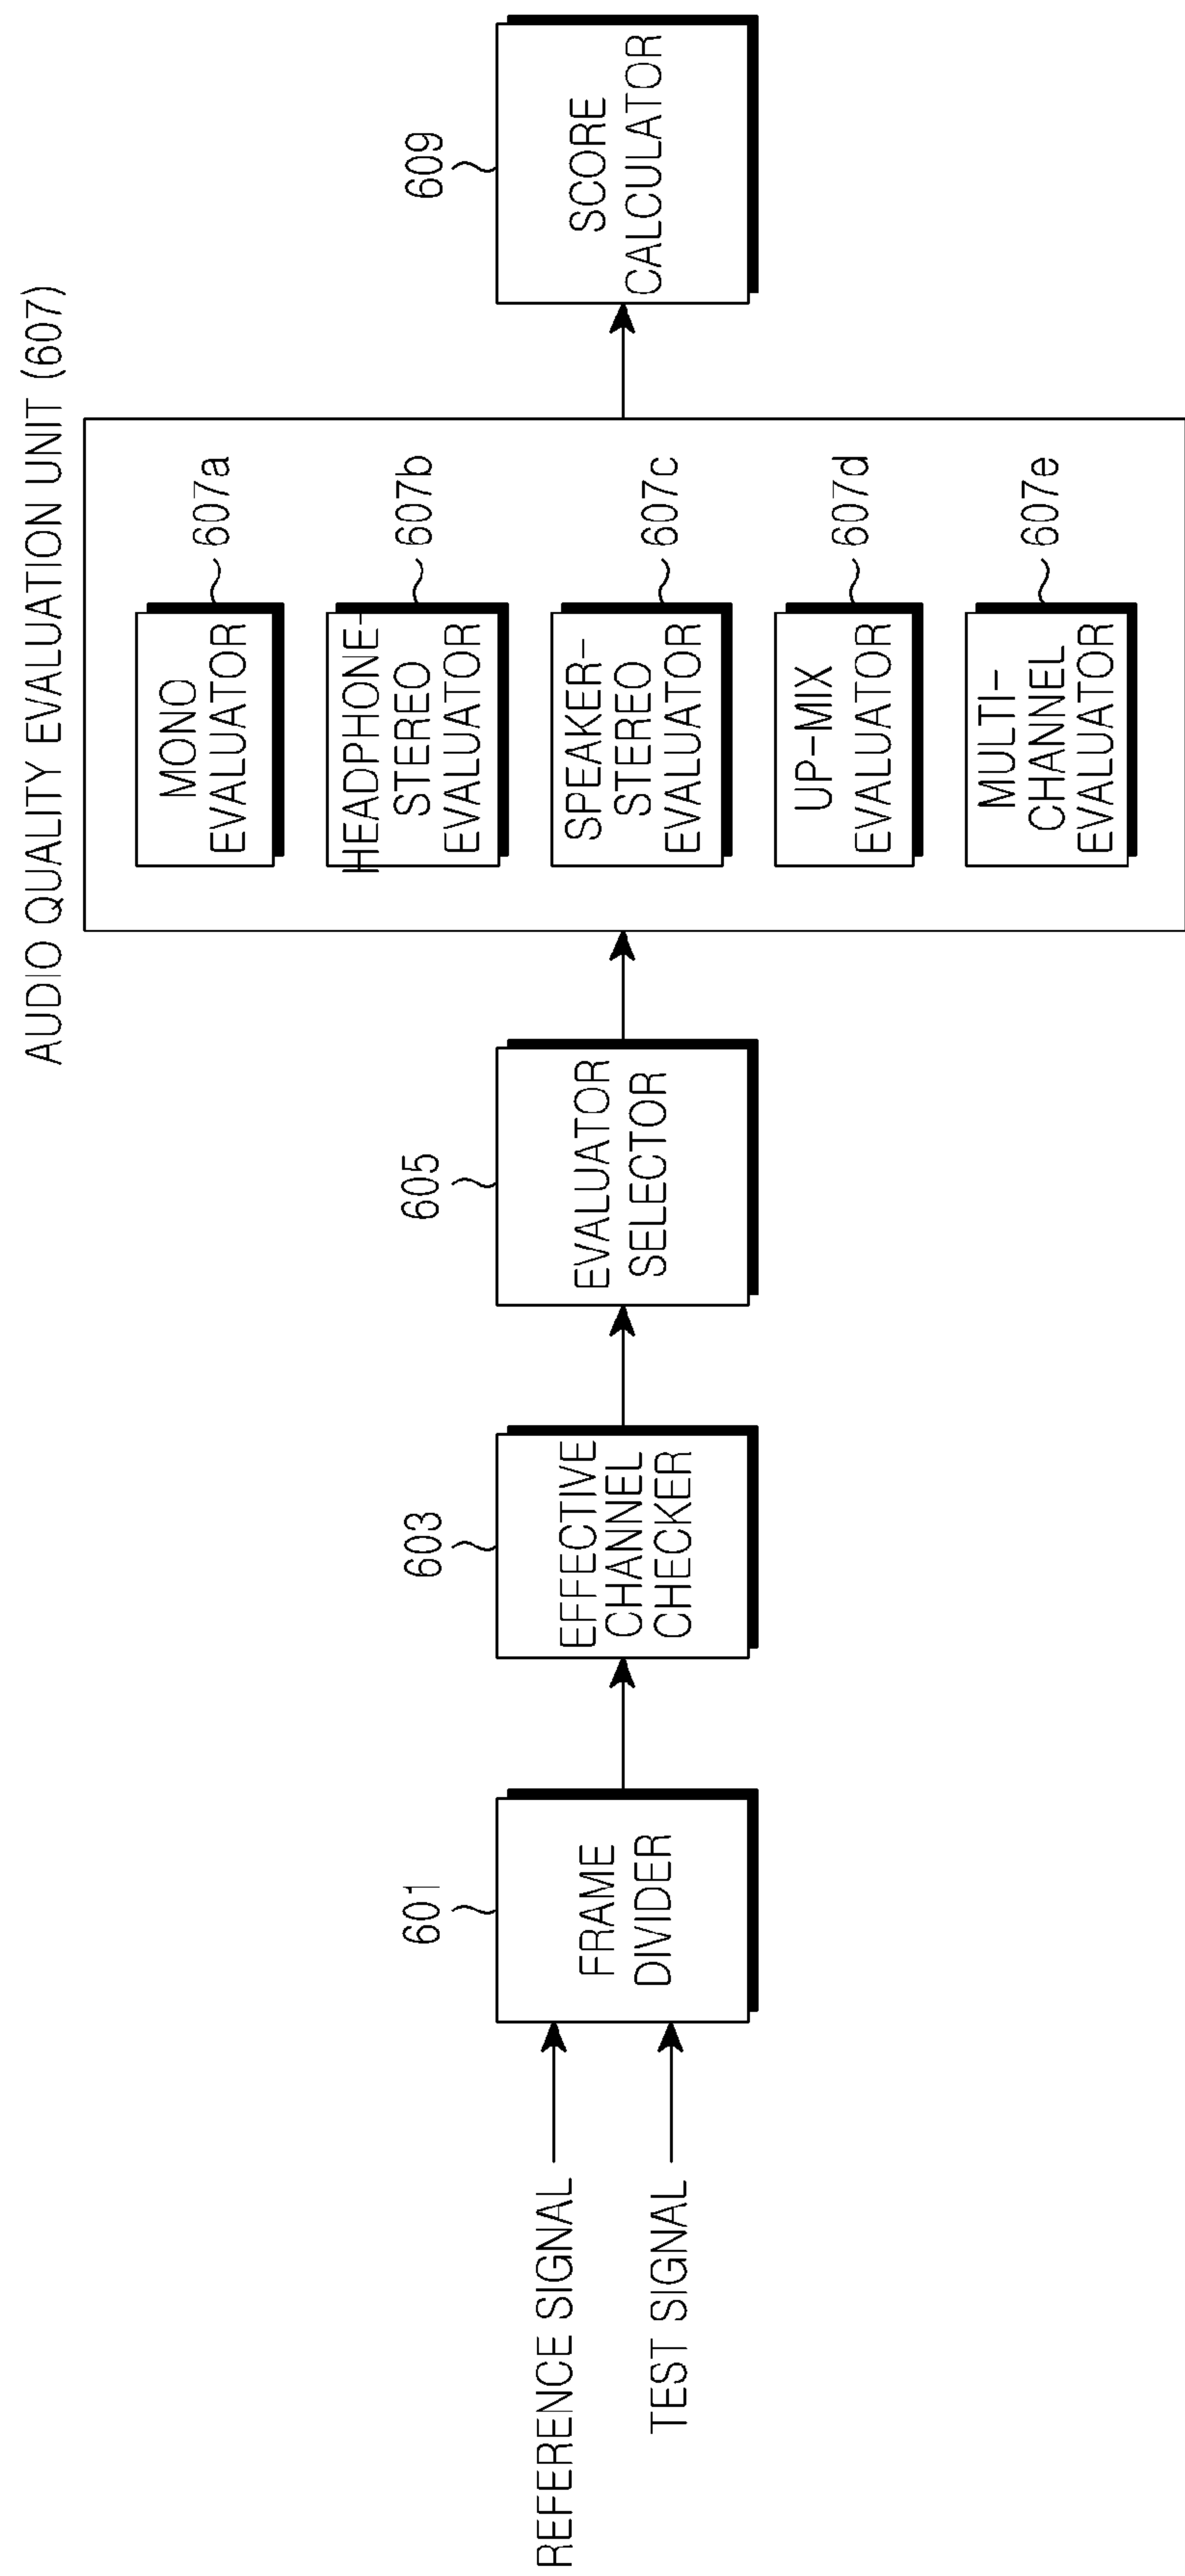 AUDIO QUALITY EVALUATION UNIT (607)
REFERENCE SIGNAL
TEST SIGNAL
601
FRAME
DIVIDER
603
EFFECTIVE
CHANNEL
CHECKER
605
EVALUATOR
SELECTOR
MONO
EVALUATOR
607a
HEADPHONE-
STEREO
EVALUATOR
607b
SPEAKER-
STEREO
EVALUATOR
607c
UP-MIX
EVALUATOR
607d
MULTI-
CHANNEL
EVALUATOR
607e
609
SCORE
CALCULATOR